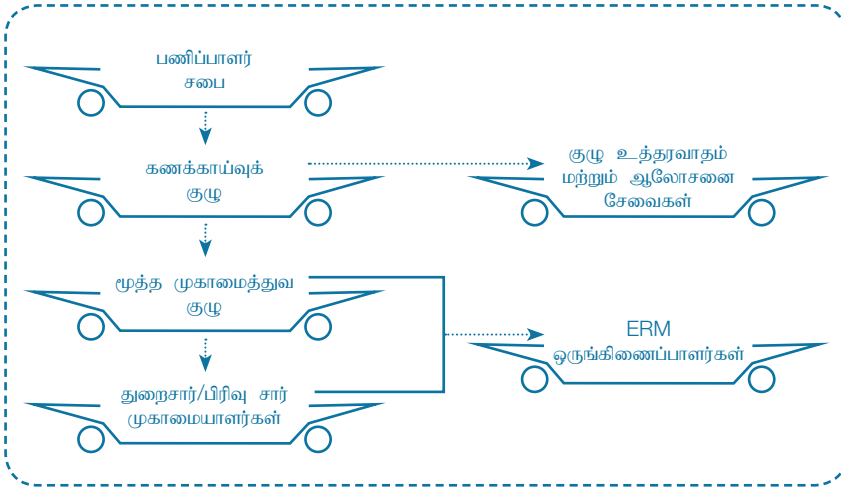 பணிப்பாளர்
சபை
கணக்காய்வுக்
குழு
குழு உத்தரவாதம்
மற்றும் ஆலோசனை
சேவைகள்
மூத்த முகாமைத்துவ
குழு
ERM
ஒருங்கிணைப்பாளர்கள்
துறைசார்/பிரிவு சார்
முகாமையாளர்கள்